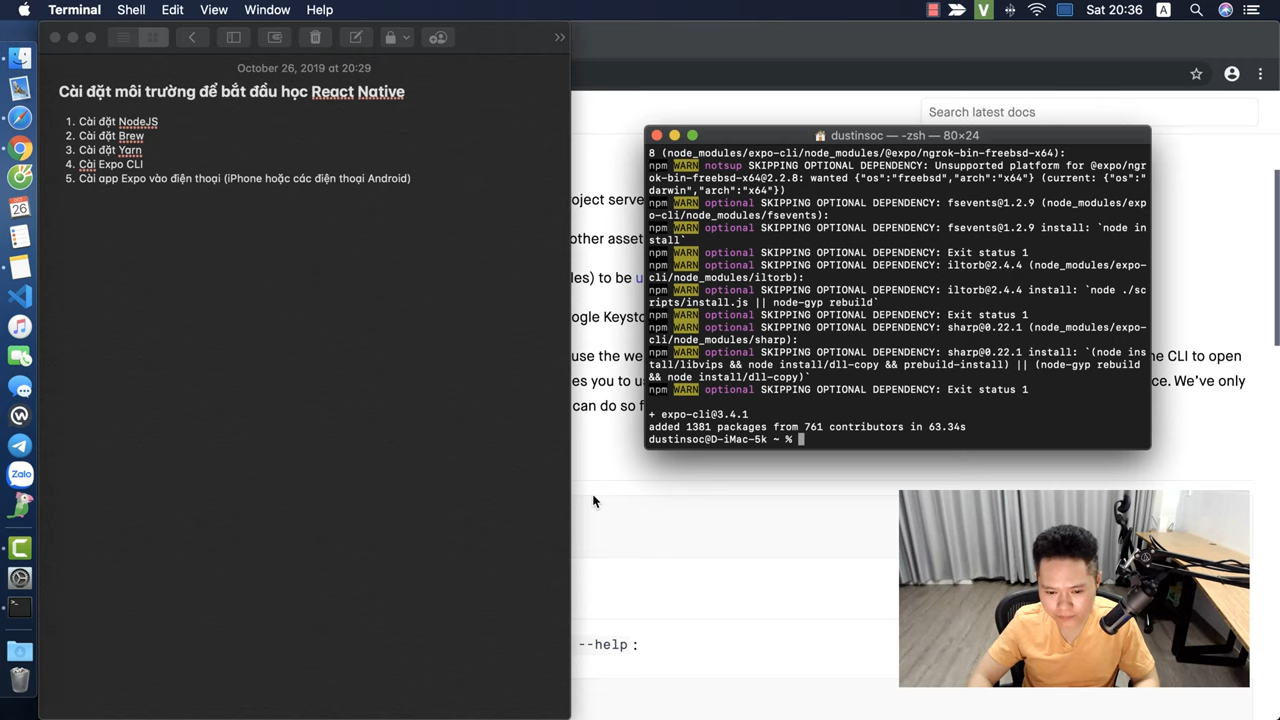 Terminal Shell Edit View Window Help
V
Sat 20:36
A
October 26, 2019 at 20:29
Cài đặt môi trường để bắt đầu học React Native
1. Cài đặt NodeJS
2. Cài đặt Brew
3. Cài đặt Yarn
4. Cài Expo CLI
5. Cài app Expo vào điện thoại (iPhone hoặc các điện thoại Android)
OCT
26
Zalo
Search latest docs
oject serve
other asset
les) to be u
ogle Keysto
use the we
e CLI to open
es you to us
ce. We've only
can do so f
--help :
dustinsoc — -zsh — 80×24
8 (node_modules/expo-cli/node_modules/@expo/ngrok-bin-freebsd-x64):
npm WARN notsup SKIPPING OPTIONAL DEPENDENCY: Unsupported platform for @expo/ngr
ok-bin-freebsd-x64@2.2.8: wanted {"os":"freebsd","arch":"x64"} (current: {"os":"
darwin","arch":"x64"})
npm WARN optional SKIPPING OPTIONAL DEPENDENCY: fsevents@1.2.9 (node_modules/exp
o-cli/node_modules/fsevents):
npm WARN optional SKIPPING OPTIONAL DEPENDENCY: fsevents@1.2.9 install: `node in
stall`
npm WARN optional SKIPPING OPTIONAL DEPENDENCY: Exit status 1
npm WARN optional SKIPPING OPTIONAL DEPENDENCY: iltorb@2.4.4 (node_modules/expo-
cli/node_modules/iltorb):
npm WARN optional SKIPPING OPTIONAL DEPENDENCY: iltorb@2.4.4 install: `node ./sc
ripts/install.js || node-gyp rebuild`
npm WARN optional SKIPPING OPTIONAL DEPENDENCY: Exit status 1
npm WARN optional SKIPPING OPTIONAL DEPENDENCY: sharp@0.22.1 (node_modules/expo-
cli/node_modules/sharp):
npm WARN optional SKIPPING OPTIONAL DEPENDENCY: sharp@0.22.1 install: `(node ins
tall/libvips && node install/dll-copy && prebuild-install) || (node-gyp rebuild
&& node install/dll-copy)`
npm WARN optional SKIPPING OPTIONAL DEPENDENCY: Exit status 1
+ expo-cli@3.4.1
added 1381 packages from 761 contributors in 63.34s
dustinsoc@D-iMac-5k ~ %